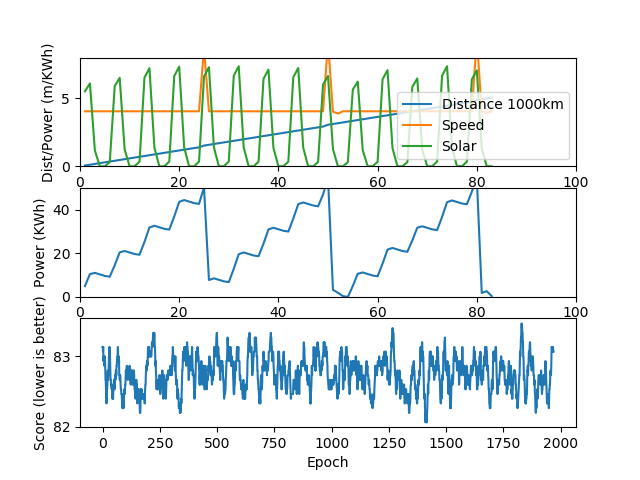 Dist/Power (m/KWh)
5
0
Distance 1000km
Speed
Solar
0 20 40 60 80 100
Power (KWh)
40
20
0
0 20 40 60 80 100
Score (lower is better)
83
82
0 250 500 750 1000 1250 1500 1750 2000
Epoch